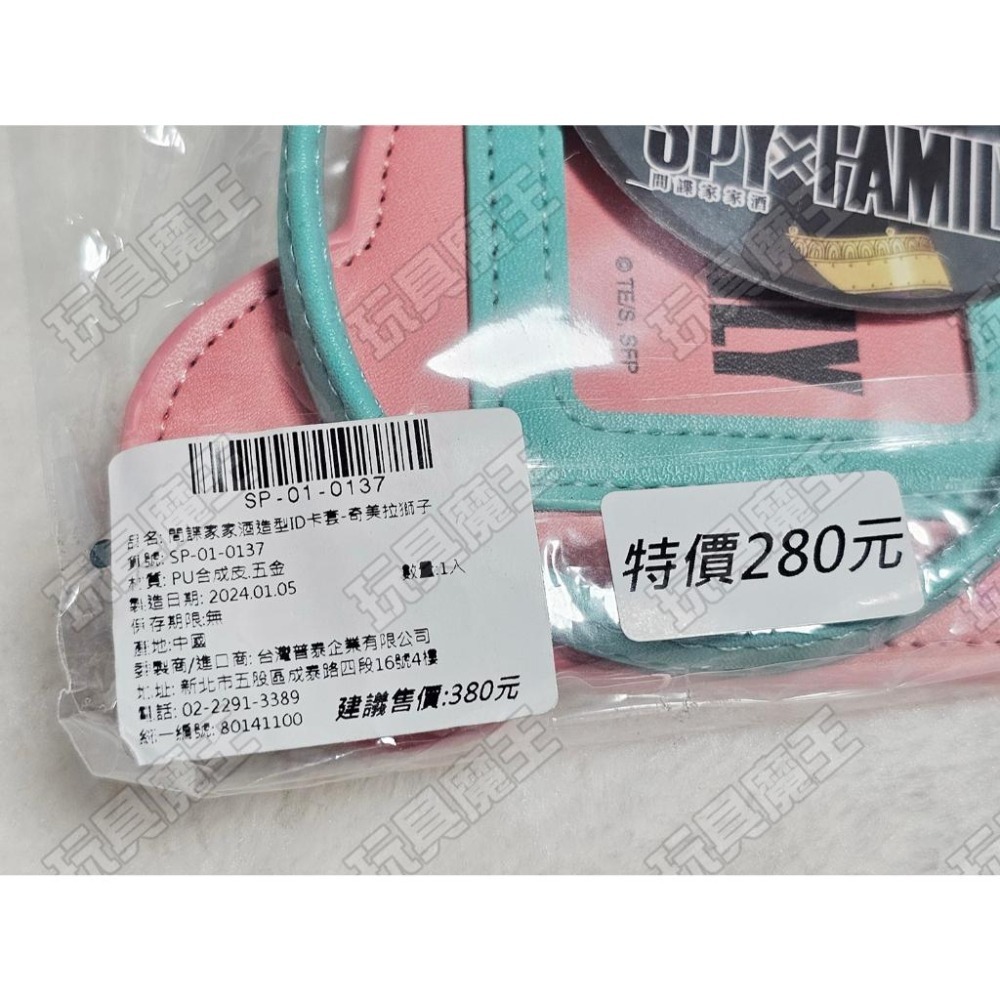 SPY×FAMIL
間諜家家酒
© TE/S, SFP
ILY
SP-01-0137
品名: 間諜家家酒造型ID卡套-奇美拉獅子
貨號: SP-01-0137
材質: PU合成皮.五金 數量:1入
製造日期: 2024.01.05
保存期限:無
產地:中國
委製商/進口商: 台灣普泰企業有限公司
地址: 新北市五股區成泰路四段16號4樓
電話: 02-2291-3389
統一編號: 80141100
建議售價:380元
特價280元
玩具魔王